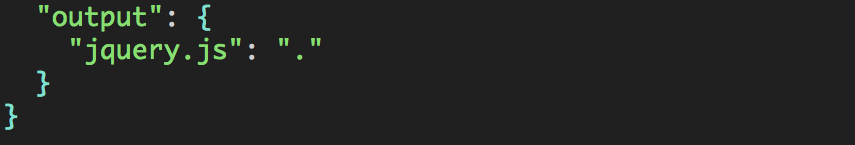 "output": {
"jquery.js": "."
}
}